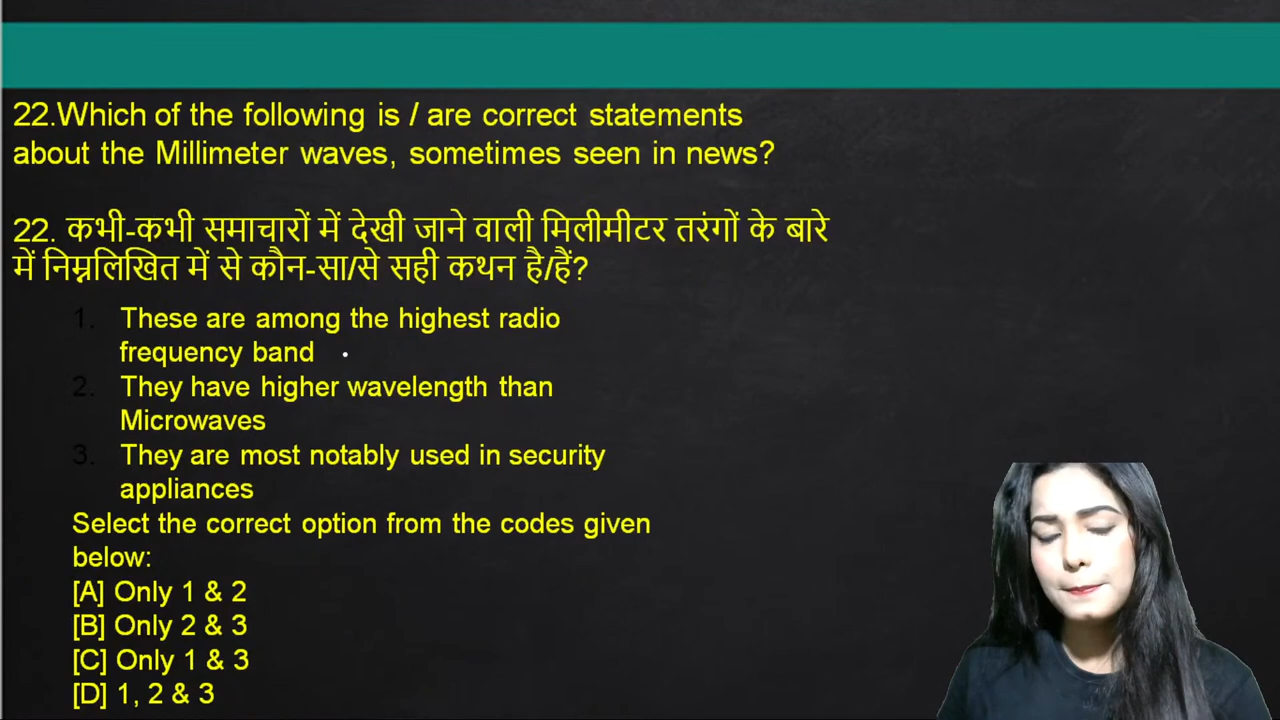 22.Which of the following is / are correct statements
about the Millimeter waves, sometimes seen in news?
22. कभी-कभी समाचारों में देखी जाने वाली मिलीमीटर तरंगों के बारे
में निम्नलिखित में से कौन-सा/से सही कथन है/हैं?
1. These are among the highest radio
frequency band
2. They have higher wavelength than
Microwaves
3. They are most notably used in security
appliances
Select the correct option from the codes given
below:
[A] Only 1 & 2
[B] Only 2 & 3
[C] Only 1 & 3
[D] 1, 2 & 3